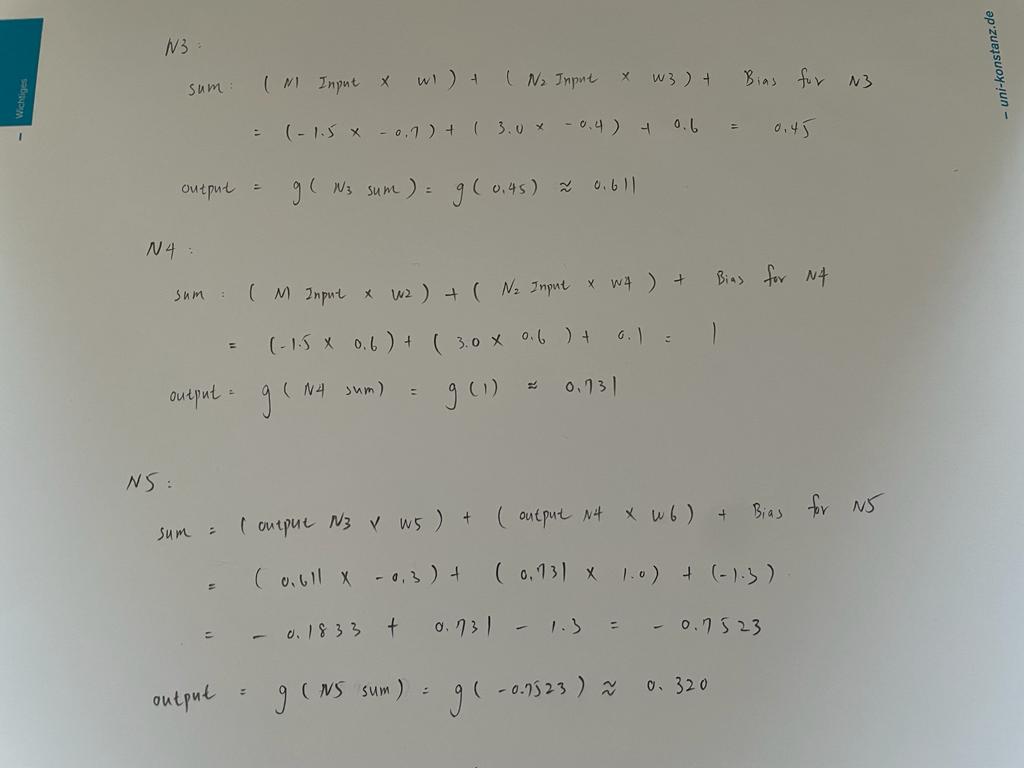 – Wichtiges
– uni-konstanz.de
N3:
sum: ( N1 Input x w1 ) + ( N2 Input x w3 ) + Bias for N3
= (-1.5 x -0.7) + ( 3.0 x -0.4 ) + 0.6 = 0.45
output = g( N3 sum ) = g( 0.45 ) ≈ 0.611
N4:
sum : ( N1 Input x w2 ) + ( N2 Input x w4 ) + Bias for N4
= (-1.5 x 0.6 ) + ( 3.0 x 0.6 ) + 0.1 = 1
output = g( N4 sum ) = g(1) ≈ 0.731
N5:
sum = ( output N3 x w5 ) + ( output N4 x w6 ) + Bias for N5
= ( 0.611 x -0.3 ) + ( 0.731 x 1.0 ) + (-1.3)
= - 0.1833 + 0.731 - 1.3 = - 0.7523
output = g ( N5 sum ) = g( -0.7523 ) ≈ 0.320